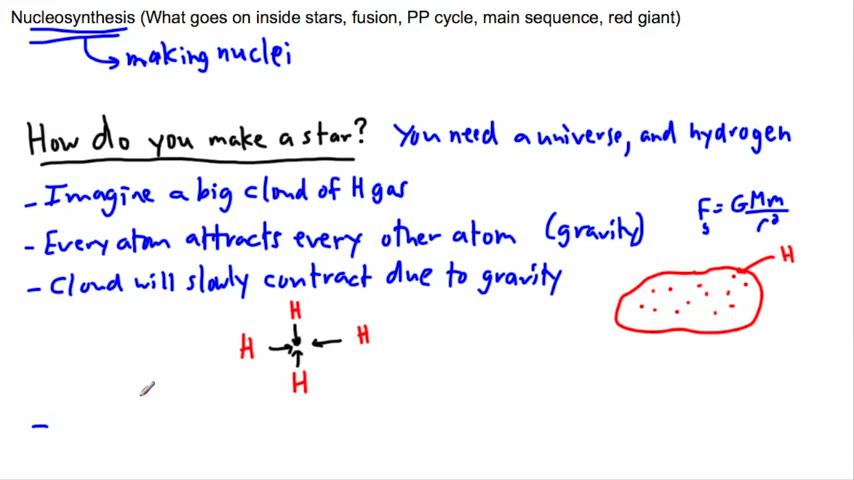 Nucleosynthesis (What goes on inside stars, fusion, PP cycle, main sequence, red giant)
making nuclei
How do you make a star? You need a universe, and hydrogen
- Imagine a big cloud of H gas
- Every atom attracts every other atom (gravity) Fg = GMm/r²
- Cloud will slowly contract due to gravity
H
H
H H
H
-